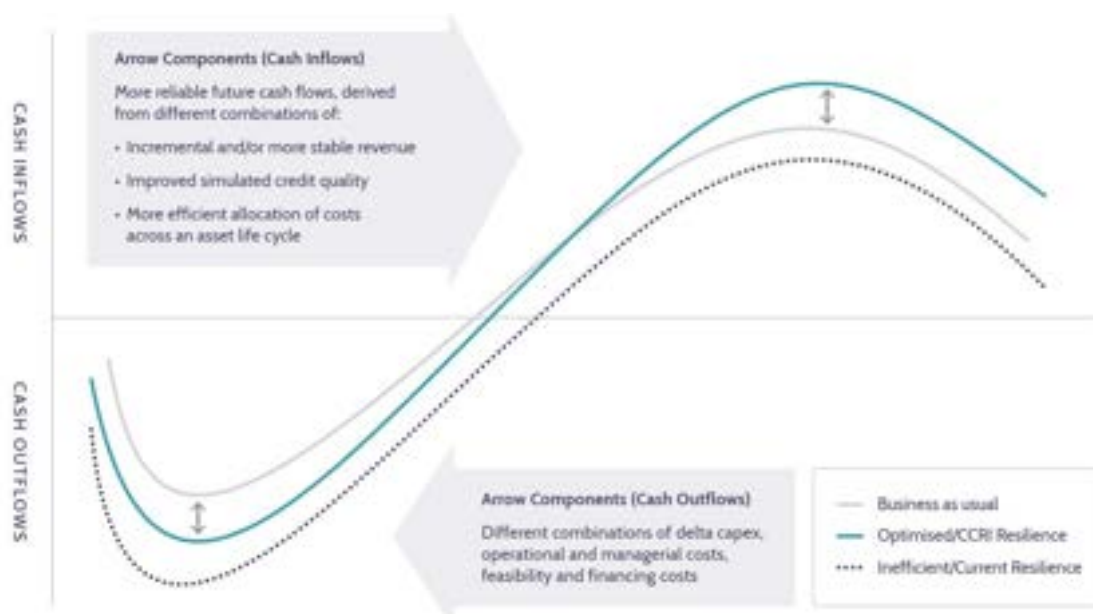 CASH INFLOWS
Arrow Components (Cash Inflows)
More reliable future cash flows, derived
from different combinations of:
• Incremental and/or more stable revenue
• Improved simulated credit quality
• More efficient allocation of costs
across an asset life cycle
CASH OUTFLOWS
Arrow Components (Cash Outflows)
Different combinations of delta capex,
operational and managerial costs,
feasibility and financing costs
Business as usual
Optimised/CCRI Resilience
Inefficient/Current Resilience